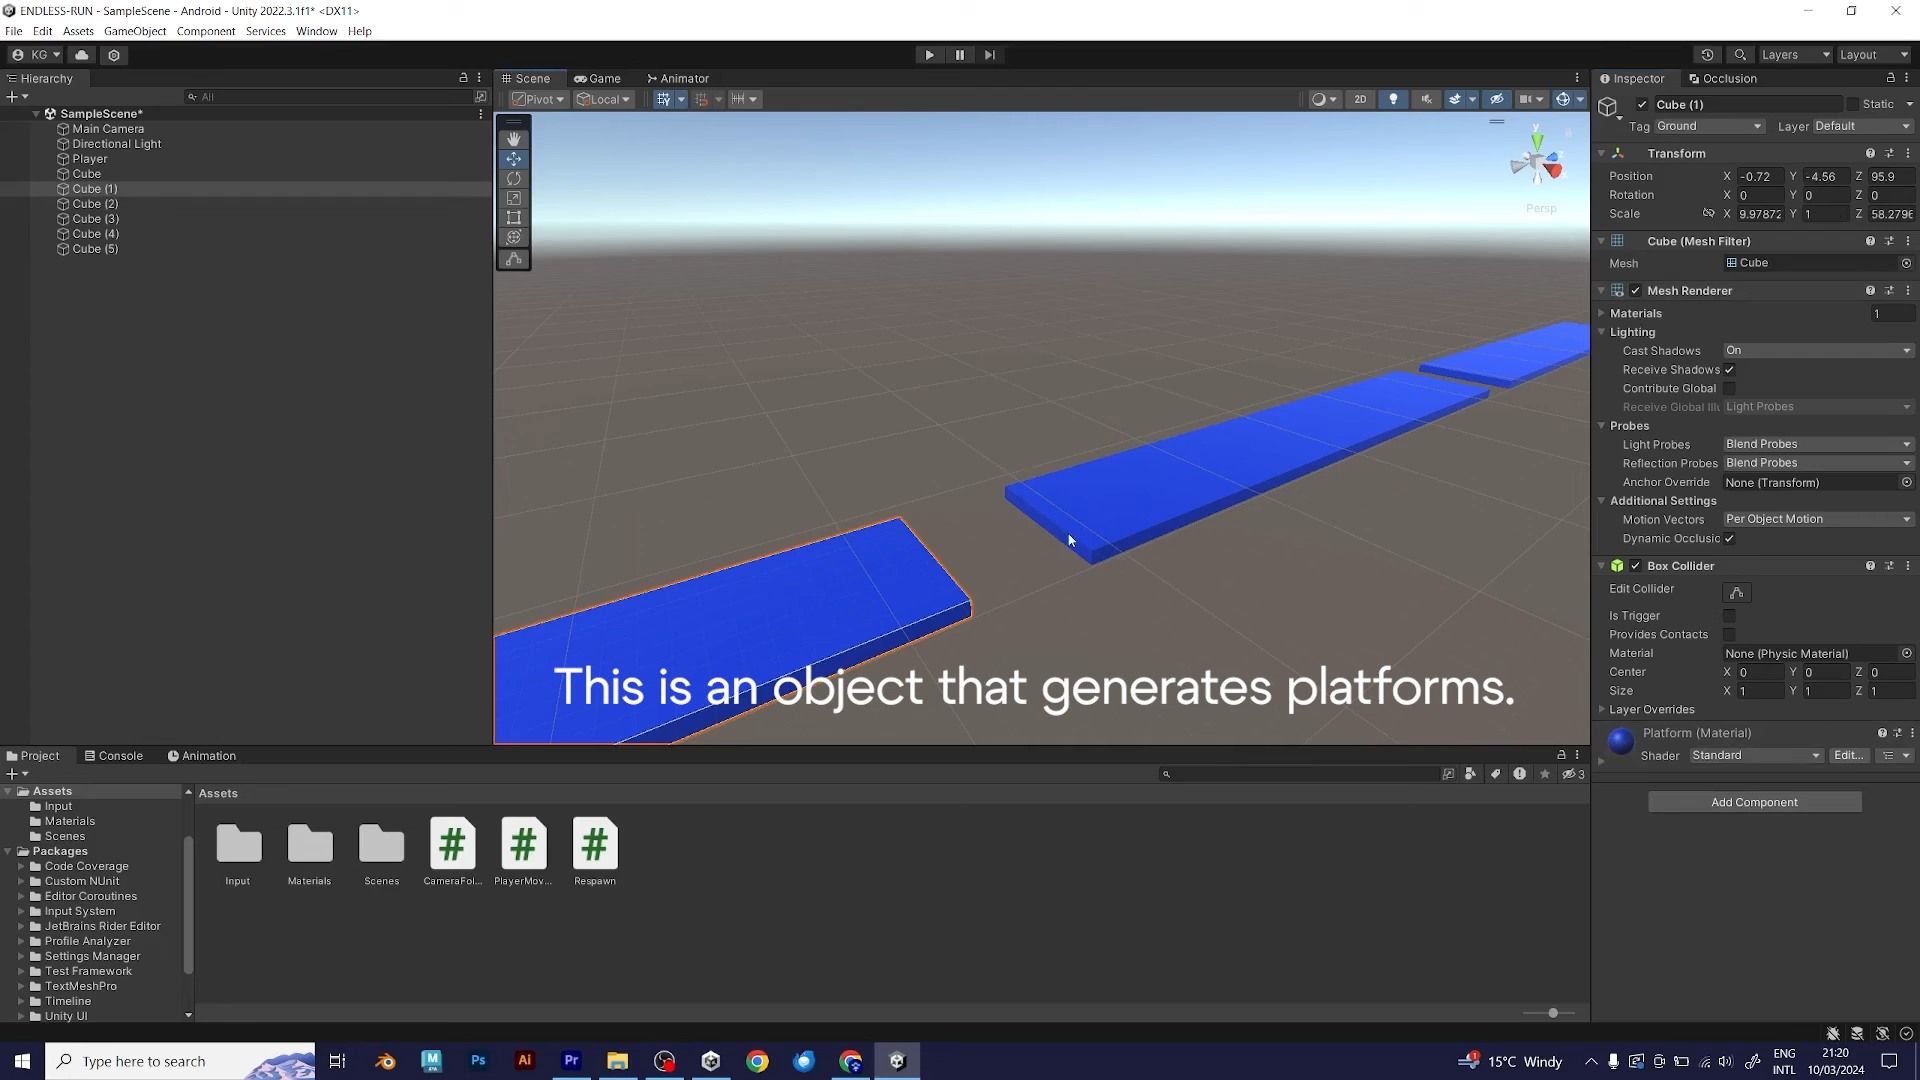 ENDLESS-RUN - SampleScene - Android - Unity 2022.3.1f1* <DX11>
File Edit Assets GameObject Component Services Window Help
KG Layers Layout
Hierarchy
All
SampleScene*
Main Camera
Directional Light
Player
Cube
Cube (1)
Cube (2)
Cube (3)
Cube (4)
Cube (5)
Scene Game Animator
Pivot Local 2D
y
Persp
This is an object that generates platforms.
Inspector Occlusion
Cube (1) Static
Tag Ground Layer Default
Transform
Position X -0.72 Y -4.56 Z 95.9
Rotation X 0 Y 0 Z 0
Scale X 9.97872 Y 1 Z 58.2796
Cube (Mesh Filter)
Mesh Cube
Mesh Renderer
Materials 1
Lighting
Cast Shadows On
Receive Shadows
Contribute Global
Receive Global Illu Light Probes
Probes
Light Probes Blend Probes
Reflection Probes Blend Probes
Anchor Override None (Transform)
Additional Settings
Motion Vectors Per Object Motion
Dynamic Occlusic
Box Collider
Edit Collider
Is Trigger
Provides Contacts
Material None (Physic Material)
Center X 0 Y 0 Z 0
Size X 1 Y 1 Z 1
Layer Overrides
Platform (Material)
Shader Standard Edit...
Add Component
Project Console Animation
3
Assets
Input
Materials
Scenes
Packages
Code Coverage
Custom NUnit
Editor Coroutines
Input System
JetBrains Rider Editor
Profile Analyzer
Settings Manager
Test Framework
TextMeshPro
Timeline
Unity UI
Assets
Input Materials Scenes CameraFol... PlayerMov... Respawn
Type here to search
Ps Ai Pr
1 15°C Windy
ENG
INTL
21:20
10/03/2024